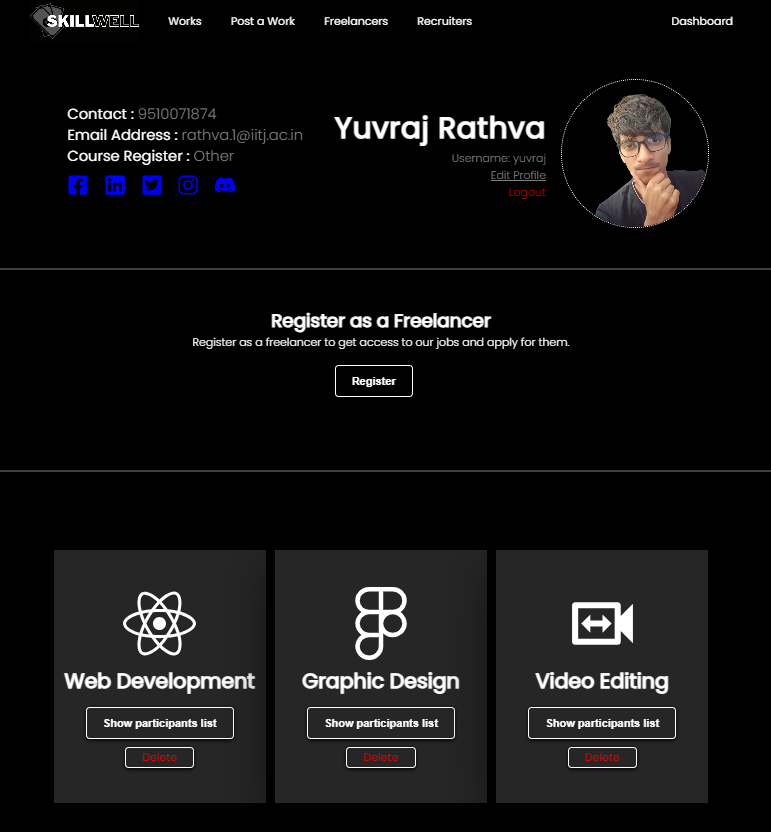 SKILLWELL
Works
Post a Work
Freelancers
Recruiters
Dashboard
Contact : 9510071874
Email Address : rathva.1@iitj.ac.in
Course Register : Other
Yuvraj Rathva
Username: yuvraj
Edit Profile
Logout
Register as a Freelancer
Register as a freelancer to get access to our jobs and apply for them.
Register
Web Development
Show participants list
Delete
Graphic Design
Show participants list
Delete
Video Editing
Show participants list
Delete